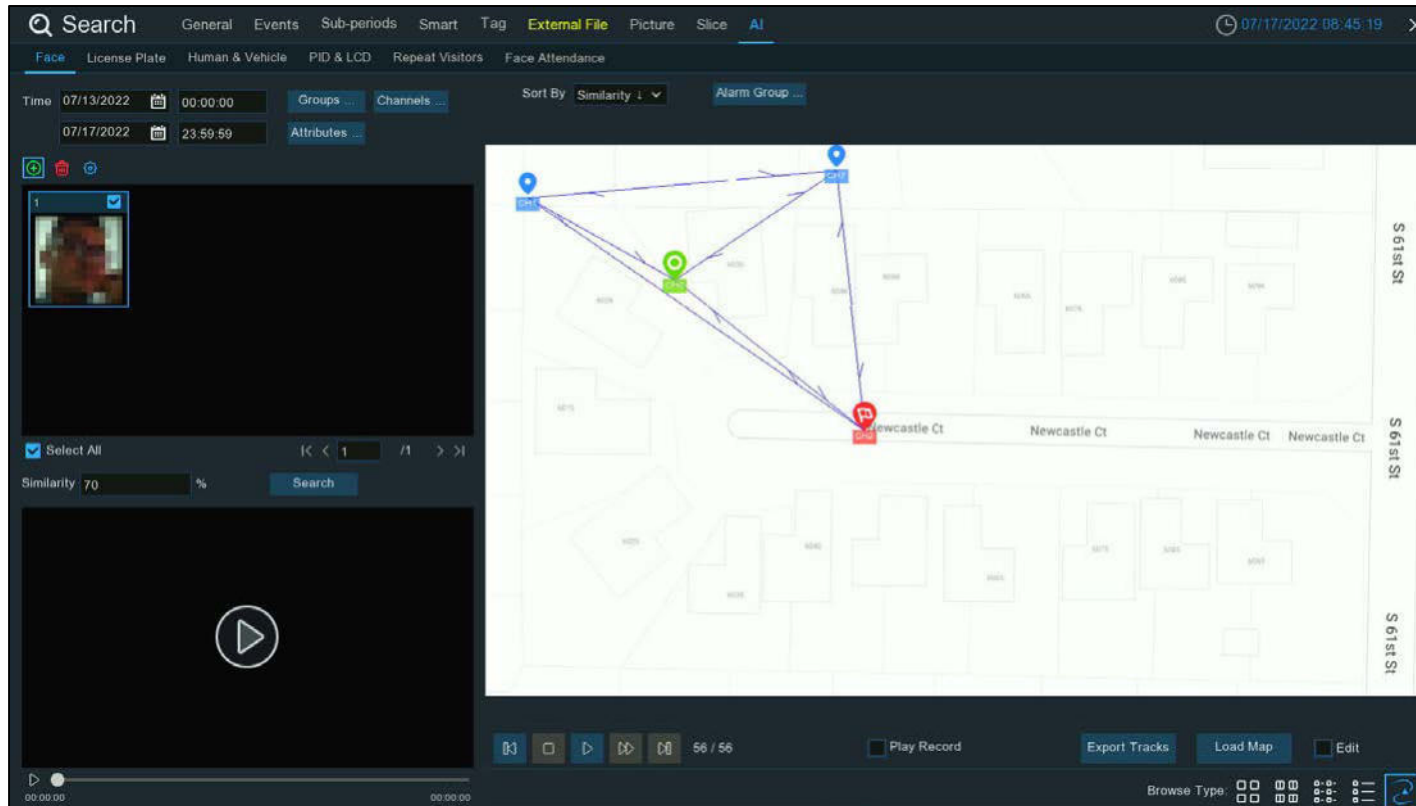 Search General Events Sub-periods Smart Tag External File Picture Slice AI 07/17/2022 08:45:19
Face License Plate Human & Vehicle PID & LCD Repeat Visitors Face Attendance
Time 07/13/2022 00:00:00 Groups ... Channels ... Sort By Similarity ↓ Alarm Group ...
07/17/2022 23:59:59 Attributes ...
1
CH1
S 61st St
Newcastle Ct Newcastle Ct Newcastle Ct
S 61st St
Select All 1 /1
Similarity 70 % Search
S 61st St
56 / 56 Play Record Export Tracks Load Map Edit
00:00:00 00:00:00
Browse Type: